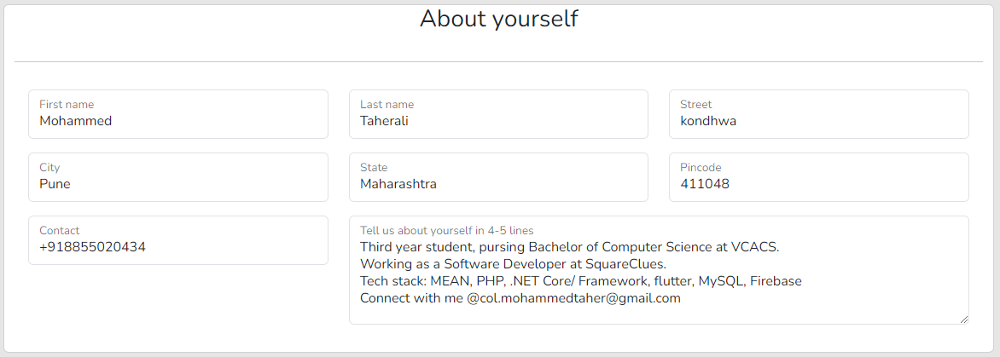 About yourself
First name
Mohammed
Last name
Taherali
Street
kondhwa
City
Pune
State
Maharashtra
Pincode
411048
Contact
+918855020434
Tell us about yourself in 4-5 lines
Third year student, pursing Bachelor of Computer Science at VCACS.
Working as a Software Developer at SquareClues.
Tech stack: MEAN, PHP, .NET Core/ Framework, flutter, MySQL, Firebase
Connect with me @col.mohammedtaher@gmail.com